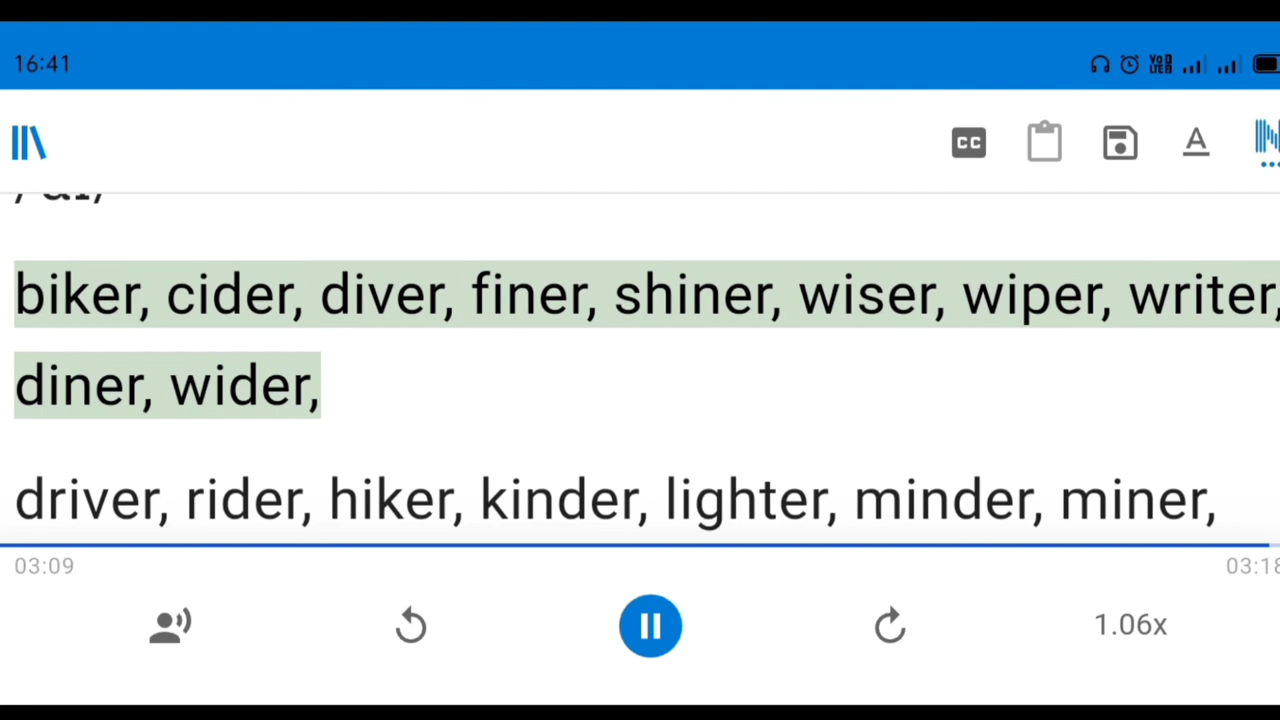 16:41
VoLTE
CC
A
biker, cider, diver, finer, shiner, wiser, wiper, writer,
diner, wider,
driver, rider, hiker, kinder, lighter, minder, miner,
03:09
03:18
1.06x